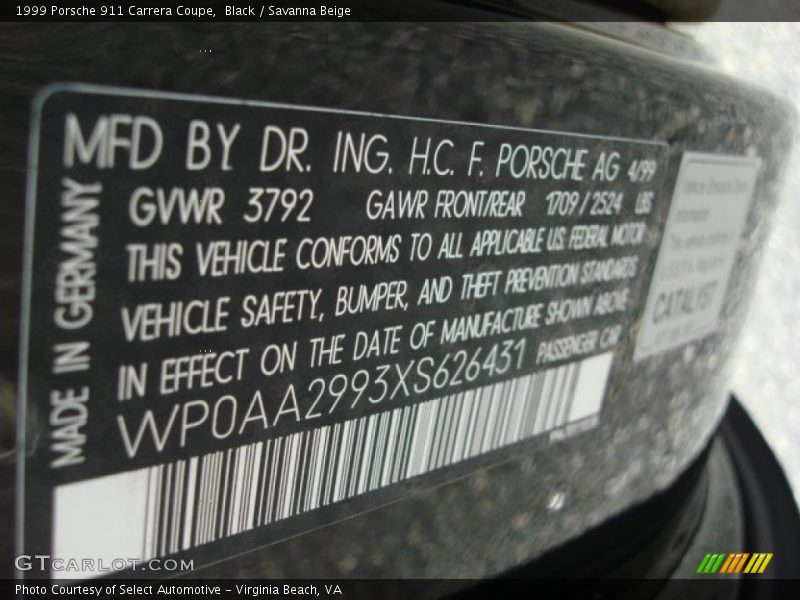 1999 Porsche 911 Carrera Coupe,  Black / Savanna Beige
MFD BY DR. ING. H.C. F. PORSCHE AG 4/99
GVWR 3792 GAWR FRONT/REAR 1709 / 2524 LBS
THIS VEHICLE CONFORMS TO ALL APPLICABLE U.S. FEDERAL MOTOR
VEHICLE SAFETY, BUMPER, AND THEFT PREVENTION STANDARDS
IN EFFECT ON THE DATE OF MANUFACTURE SHOWN ABOVE
WP0AA2993XS626431 PASSENGER CAR
MADE IN GERMANY
CATALYST
GTCARLOT.COM
Photo Courtesy of Select Automotive – Virginia Beach, VA